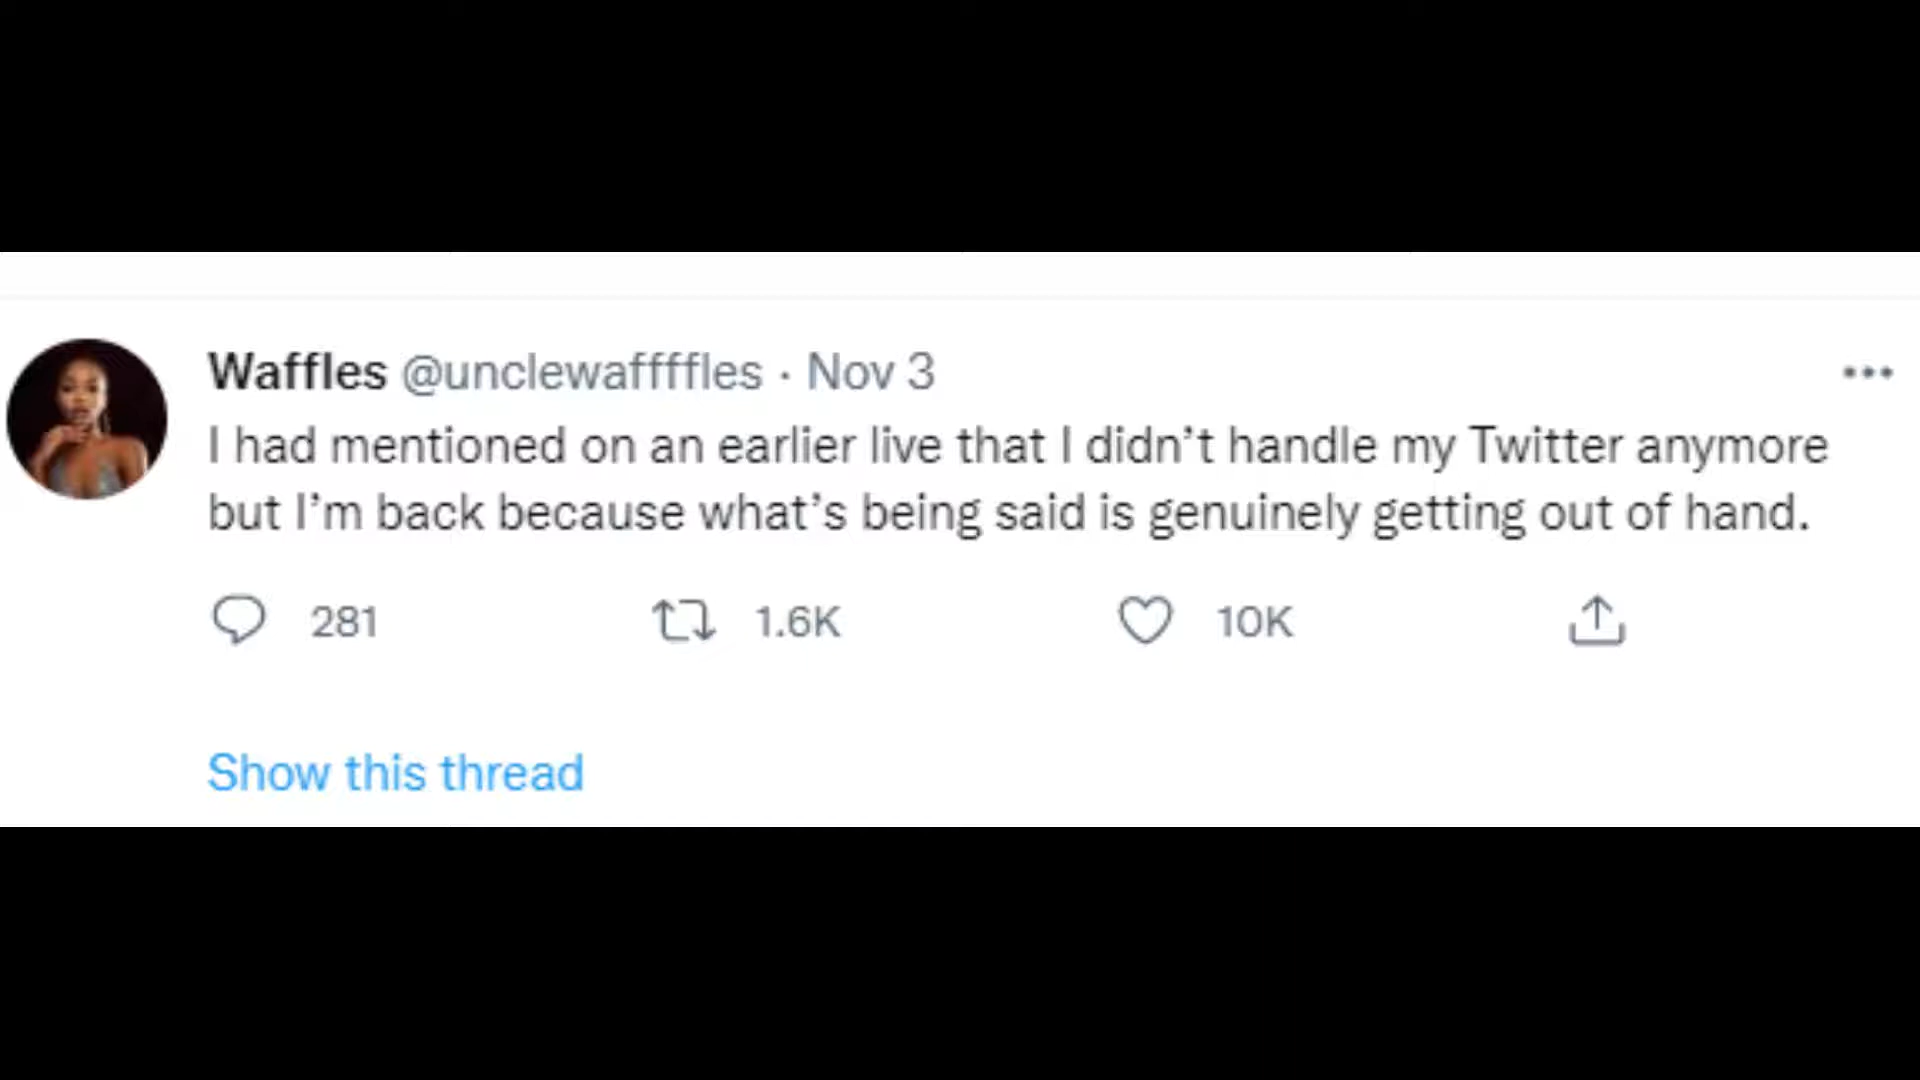 Waffles @unclewaffffles · Nov 3
I had mentioned on an earlier live that I didn't handle my Twitter anymore
but I'm back because what's being said is genuinely getting out of hand.
281 1.6K 10K
Show this thread